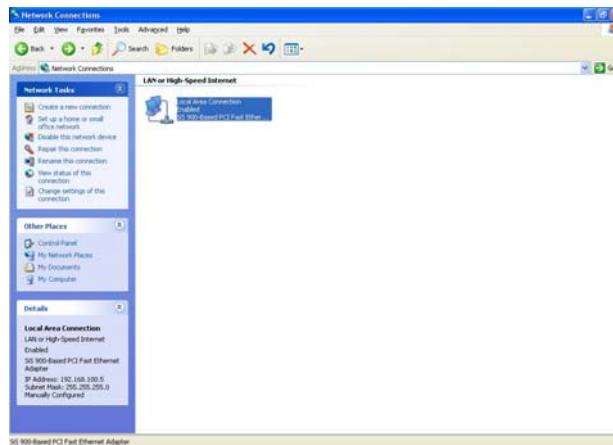 Network Connections
File Edit View Favorites Tools Advanced Help
Back Search Folders
Address Network Connections
Network Tasks
Create a new connection
Set up a home or small
office network
Disable this network device
Repair this connection
Rename this connection
View status of this
connection
Change settings of this
connection
Other Places
Control Panel
My Network Places
My Documents
My Computer
Details
Local Area Connection
LAN or High-Speed Internet
Enabled
SiS 900-Based PCI Fast Ethernet
Adapter
IP Address: 192.168.100.5
Subnet Mask: 255.255.255.0
Manually Configured
LAN or High-Speed Internet
Local Area Connection
Enabled
SiS 900-Based PCI Fast Ether...
SiS 900-Based PCI Fast Ethernet Adapter